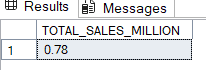 Results Messages
TOTAL_SALES_MILLION
1 0.78